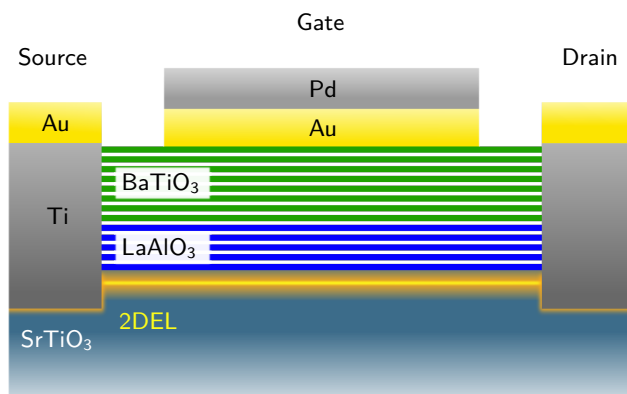 Gate
Source
Drain
Pd
Au
Au
BaTiO₃
Ti
LaAlO₃
2DEL
SrTiO₃